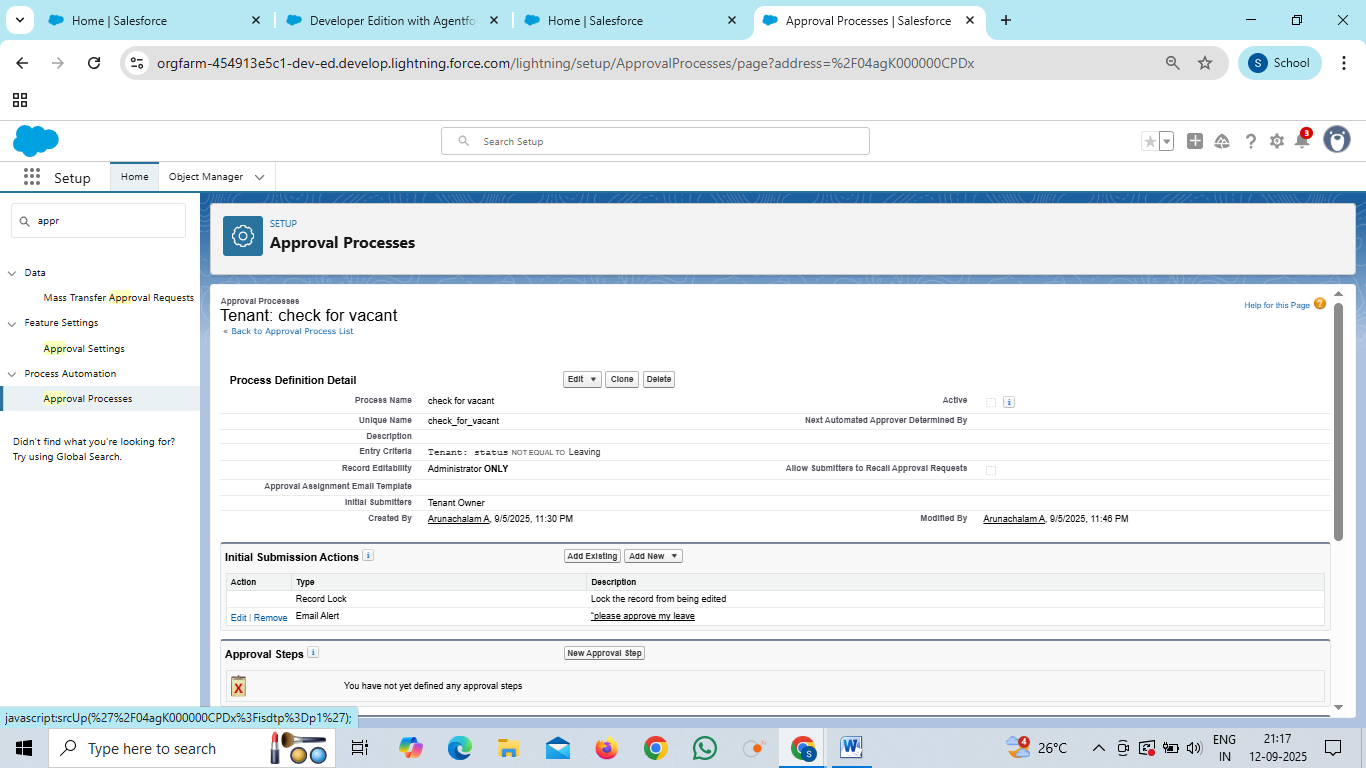 Home | Salesforce
Developer Edition with Agentfo
Home | Salesforce
Approval Processes | Salesforce
orgfarm-454913e5c1-dev-ed.develop.lightning.force.com/lightning/setup/ApprovalProcesses/page?address=%2F04agK000000CPDx
S School
Search Setup
3
Setup Home Object Manager
appr
Data
Mass Transfer Approval Requests
Feature Settings
Approval Settings
Process Automation
Approval Processes
Didn't find what you're looking for?
Try using Global Search.
SETUP
Approval Processes
Approval Processes
Tenant: check for vacant
« Back to Approval Process List
Help for this Page ?
Process Definition Detail Edit Clone Delete
Process Name check for vacant Active i
Unique Name check_for_vacant Next Automated Approver Determined By
Description
Entry Criteria Tenant: status NOT EQUAL TO Leaving
Record Editability Administrator ONLY Allow Submitters to Recall Approval Requests
Approval Assignment Email Template
Initial Submitters Tenant Owner
Created By Arunachalam A, 9/5/2025, 11:30 PM Modified By Arunachalam A, 9/5/2025, 11:46 PM
Initial Submission Actions i Add Existing Add New
Action Type Description
Record Lock Lock the record from being edited
Edit | Remove Email Alert "please approve my leave
Approval Steps i New Approval Step
X You have not yet defined any approval steps
javascript:srcUp(%27%2F04agK000000CPDx%3Fisdtp%3Dp1%27);
Type here to search
4 26°C
ENG
IN
21:17
12-09-2025